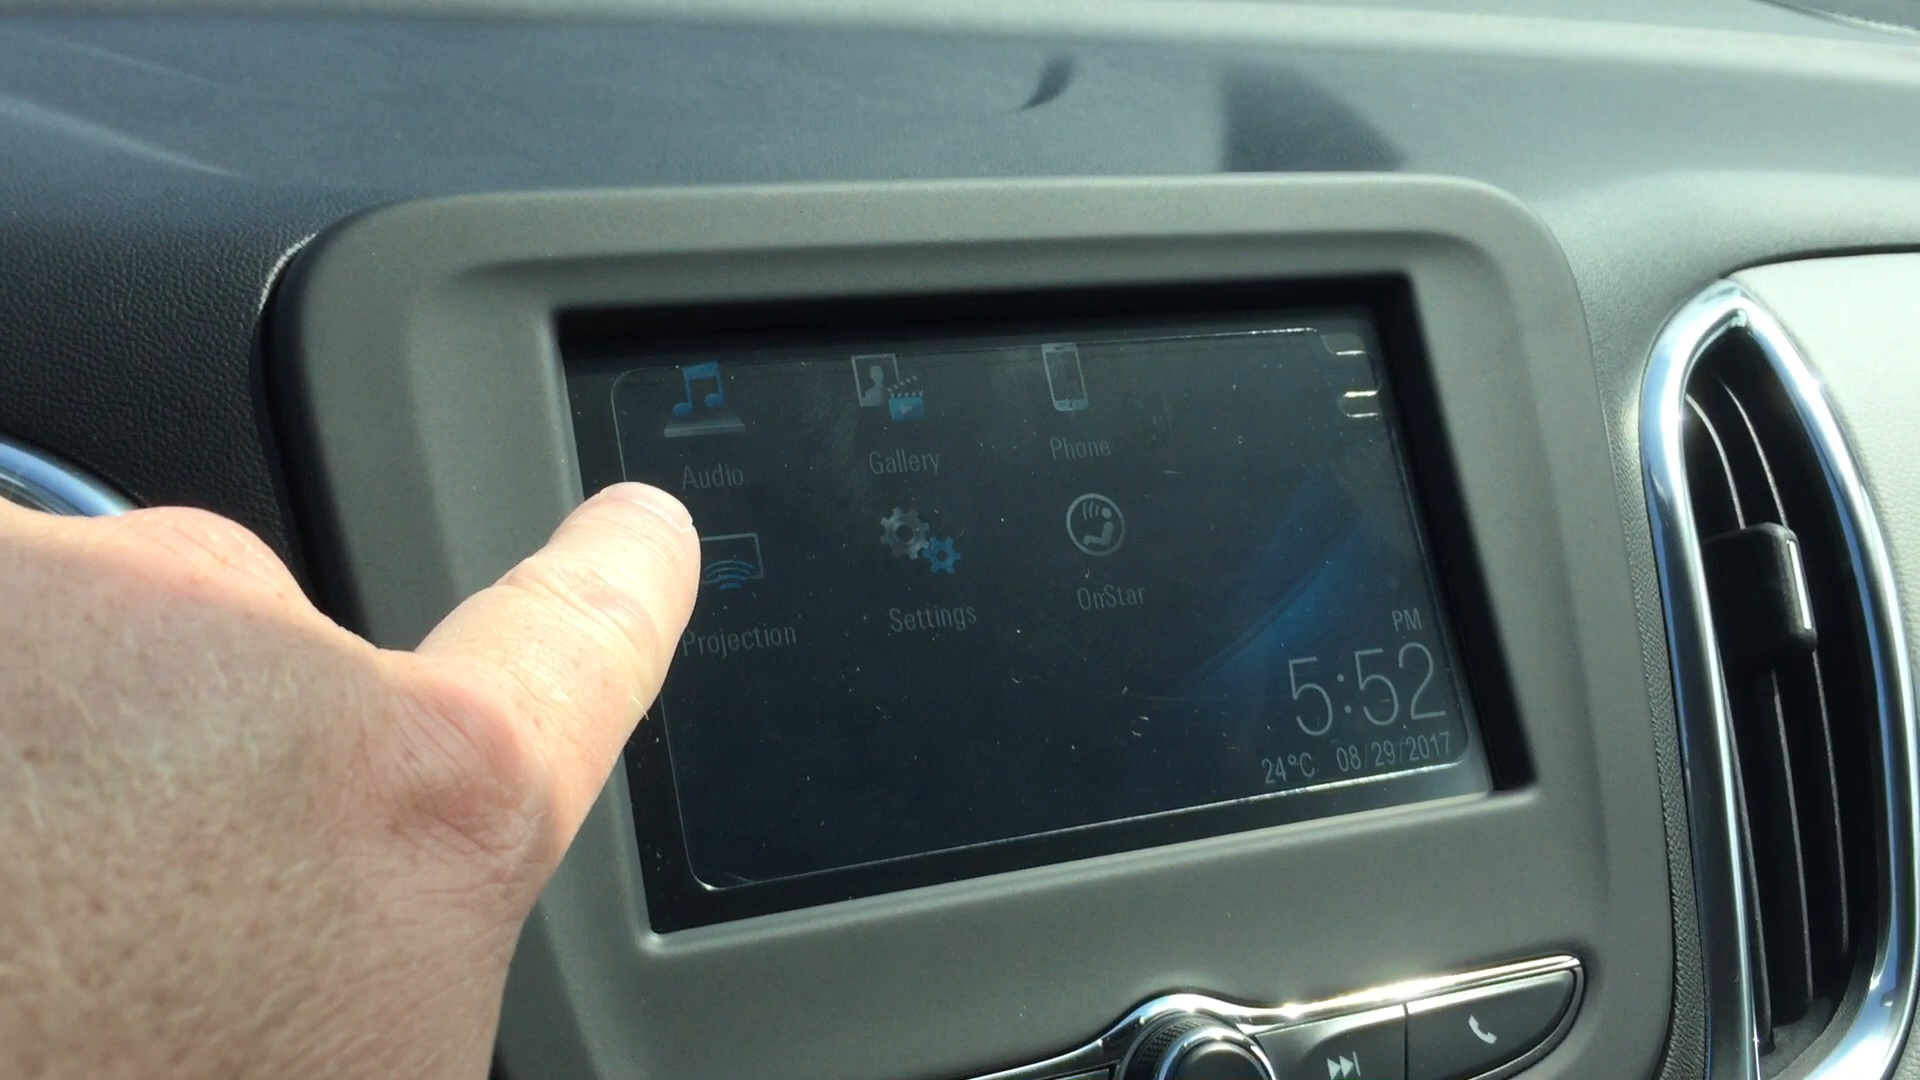 Audio
Gallery
Phone
Projection
Settings
OnStar
PM
5:52
24°C 08/29/2017